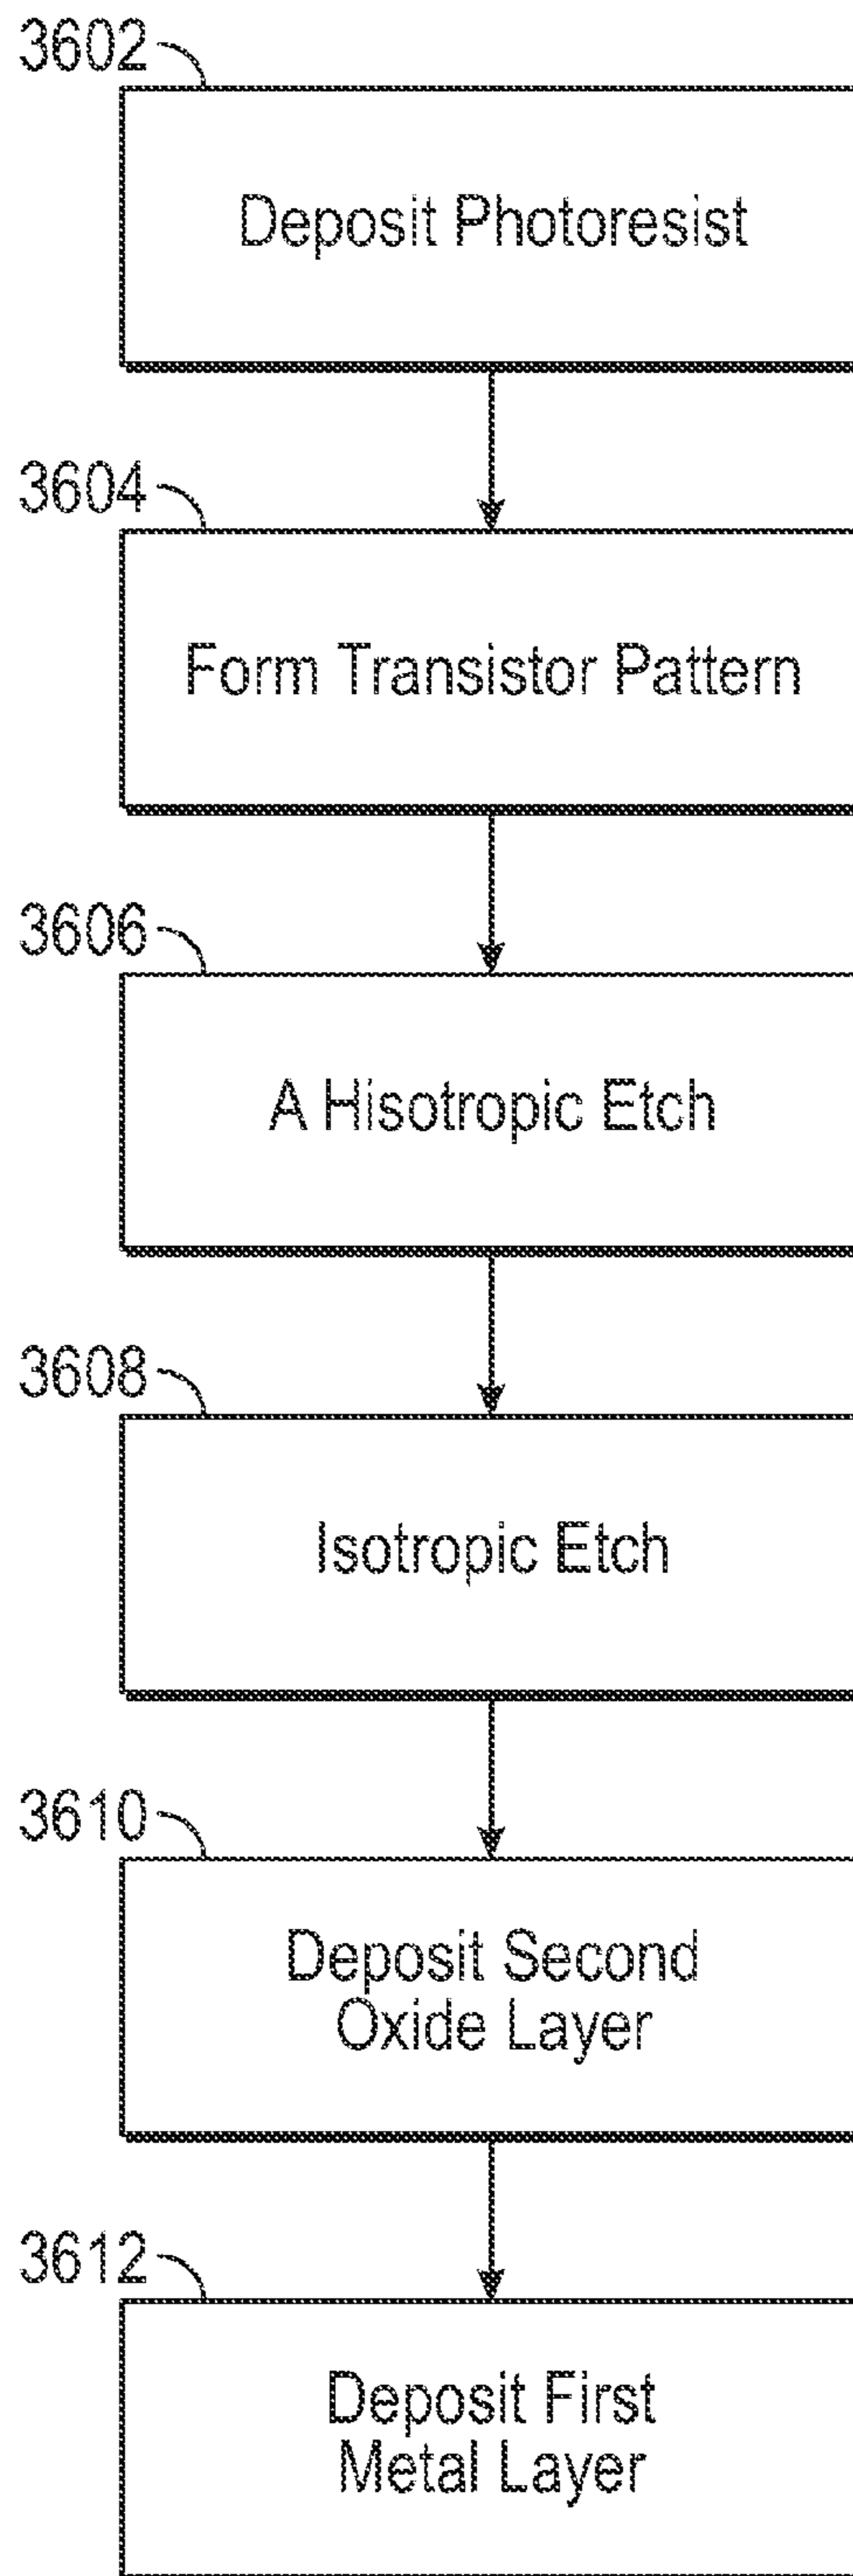 3602
Deposit Photoresist
3604
Form Transistor Pattern
3606
A Hisotropic Etch
3608
Isotropic Etch
3610
Deposit Second
Oxide Layer
3612
Deposit First
Metal Layer